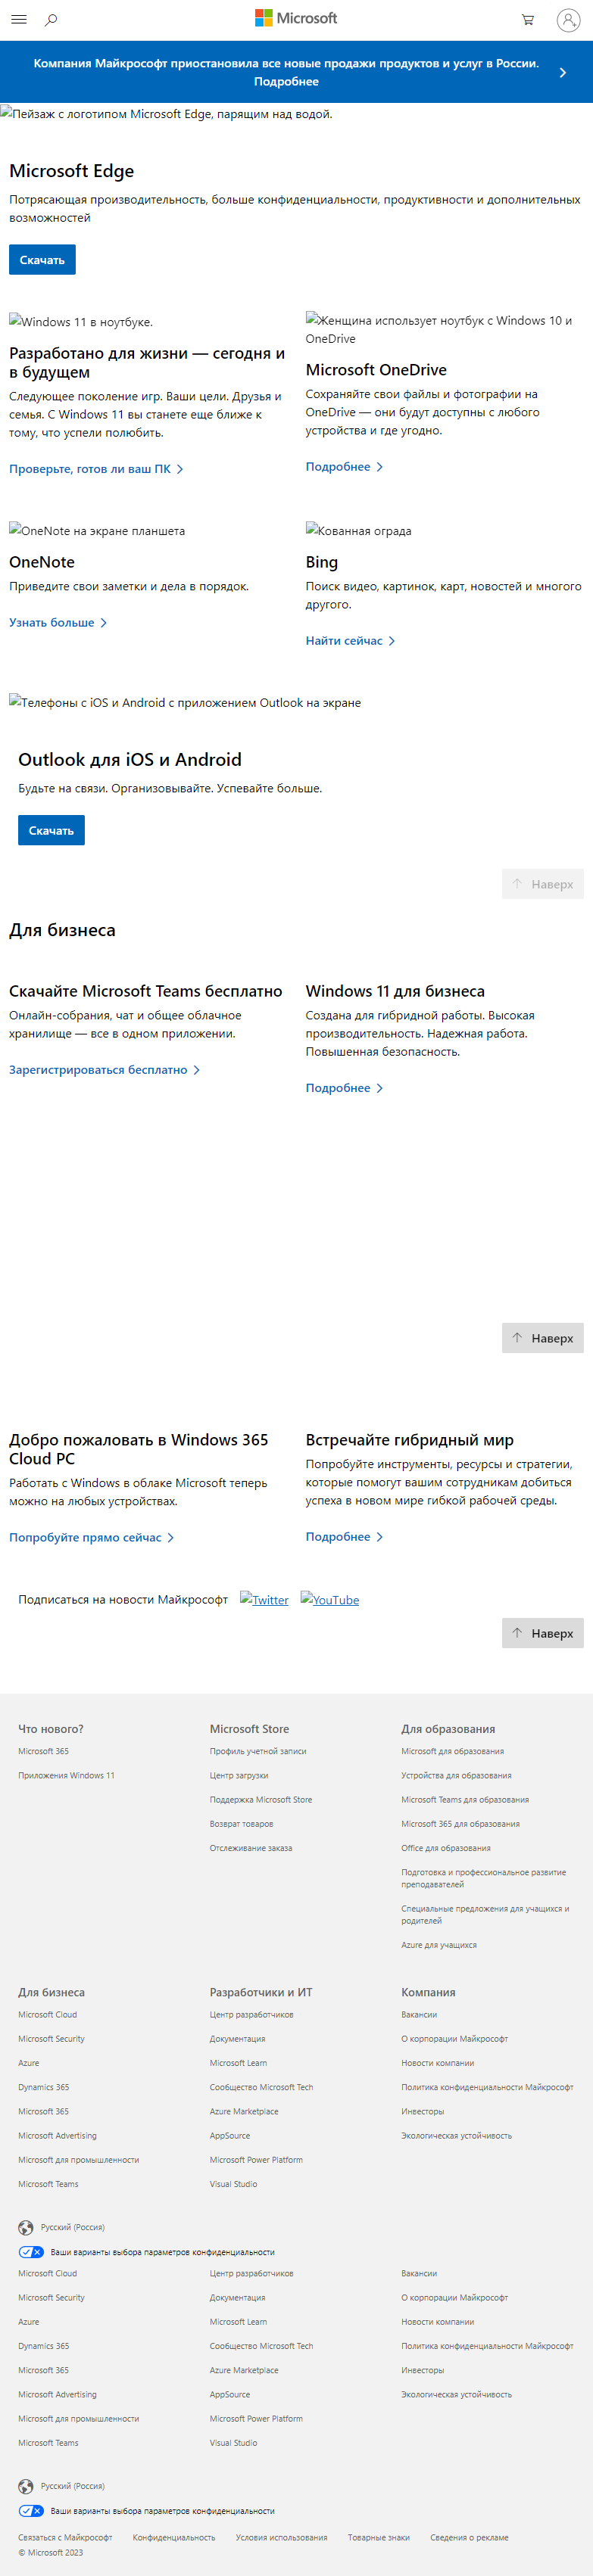 Microsoft
Компания Майкрософт приостановила все новые продажи продуктов и услуг в России.
Подробнее
Пейзаж с логотипом Microsoft Edge, парящим над водой.
Microsoft Edge
Потрясающая производительность, больше конфиденциальности, продуктивности и дополнительных
возможностей
Скачать
Windows 11 в ноутбуке.
Разработано для жизни — сегодня и
в будущем
Следующее поколение игр. Ваши цели. Друзья и
семья. С Windows 11 вы станете еще ближе к
тому, что успели полюбить.
Проверьте, готов ли ваш ПК
Женщина использует ноутбук с Windows 10 и
OneDrive
Microsoft OneDrive
Сохраняйте свои файлы и фотографии на
OneDrive — они будут доступны с любого
устройства и где угодно.
Подробнее
OneNote на экране планшета
OneNote
Приведите свои заметки и дела в порядок.
Узнать больше
Кованная ограда
Bing
Поиск видео, картинок, карт, новостей и многого
другого.
Найти сейчас
Телефоны с iOS и Android с приложением Outlook на экране
Outlook для iOS и Android
Будьте на связи. Организовывайте. Успевайте больше.
Скачать
Наверх
Для бизнеса
Скачайте Microsoft Teams бесплатно
Онлайн-собрания, чат и общее облачное
хранилище — все в одном приложении.
Зарегистрироваться бесплатно
Windows 11 для бизнеса
Создана для гибридной работы. Высокая
производительность. Надежная работа.
Повышенная безопасность.
Подробнее
Наверх
Добро пожаловать в Windows 365
Cloud PC
Работать с Windows в облаке Microsoft теперь
можно на любых устройствах.
Попробуйте прямо сейчас
Встречайте гибридный мир
Попробуйте инструменты, ресурсы и стратегии,
которые помогут вашим сотрудникам добиться
успеха в новом мире гибкой рабочей среды.
Подробнее
Подписаться на новости Майкрософт Twitter YouTube
Наверх
Что нового?
Microsoft 365
Приложения Windows 11
Microsoft Store
Профиль учетной записи
Центр загрузки
Поддержка Microsoft Store
Возврат товаров
Отслеживание заказа
Для образования
Microsoft для образования
Устройства для образования
Microsoft Teams для образования
Microsoft 365 для образования
Office для образования
Подготовка и профессиональное развитие
преподавателей
Специальные предложения для учащихся и
родителей
Azure для учащихся
Для бизнеса
Microsoft Cloud
Microsoft Security
Azure
Dynamics 365
Microsoft 365
Microsoft Advertising
Microsoft для промышленности
Microsoft Teams
Разработчики и ИТ
Центр разработчиков
Документация
Microsoft Learn
Сообщество Microsoft Tech
Azure Marketplace
AppSource
Microsoft Power Platform
Visual Studio
Компания
Вакансии
О корпорации Майкрософт
Новости компании
Политика конфиденциальности Майкрософт
Инвесторы
Экологическая устойчивость
Русский (Россия)
Ваши варианты выбора параметров конфиденциальности
Microsoft Cloud
Microsoft Security
Azure
Dynamics 365
Microsoft 365
Microsoft Advertising
Microsoft для промышленности
Microsoft Teams
Центр разработчиков
Документация
Microsoft Learn
Сообщество Microsoft Tech
Azure Marketplace
AppSource
Microsoft Power Platform
Visual Studio
Вакансии
О корпорации Майкрософт
Новости компании
Политика конфиденциальности Майкрософт
Инвесторы
Экологическая устойчивость
Русский (Россия)
Ваши варианты выбора параметров конфиденциальности
Связаться с Майкрософт Конфиденциальность Условия использования Товарные знаки Сведения о рекламе
© Microsoft 2023